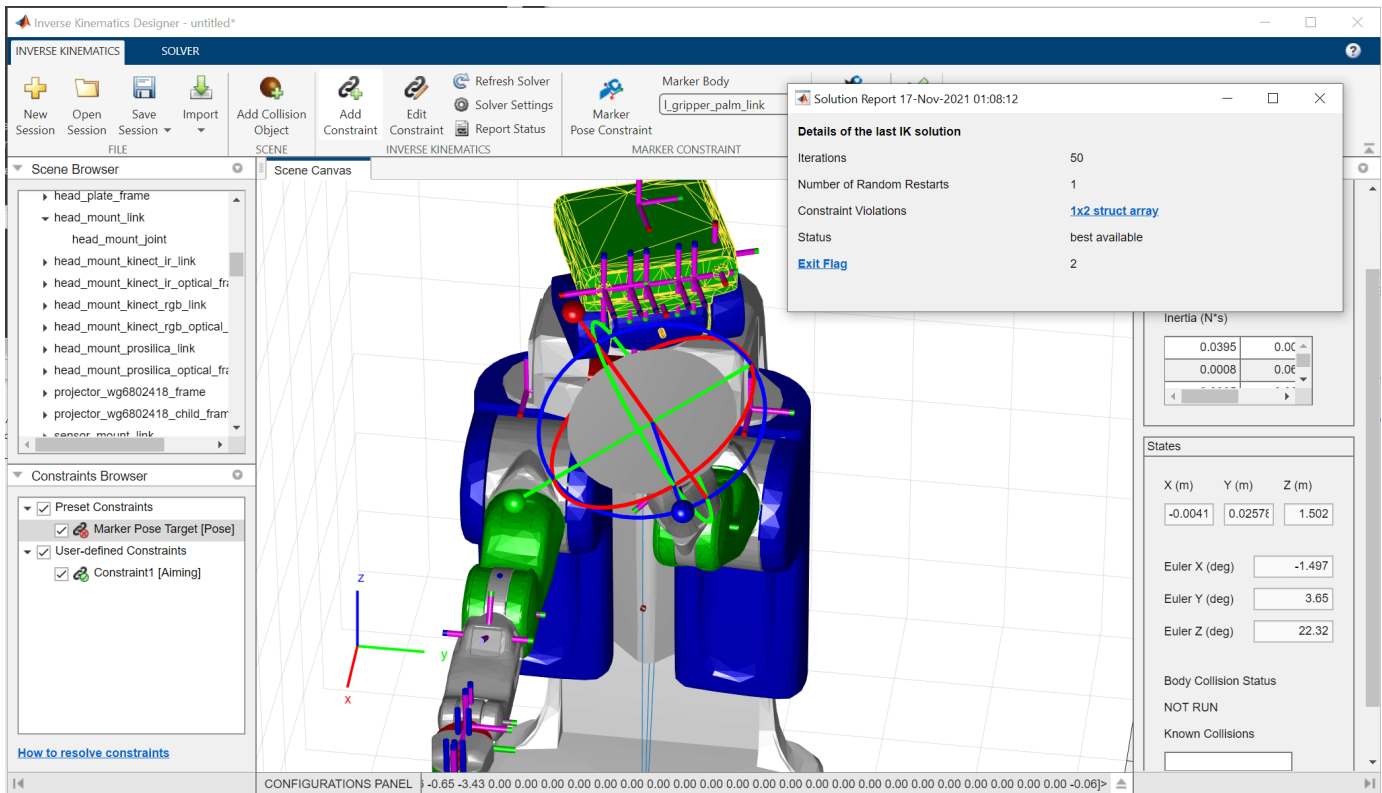 Inverse Kinematics Designer - untitled*
INVERSE KINEMATICS SOLVER
New Session
Open Session
Save Session
Import
FILE
Add Collision Object
SCENE
Add Constraint
Edit Constraint
Refresh Solver
Solver Settings
Report Status
INVERSE KINEMATICS
Marker Pose Constraint
Marker Body
l_gripper_palm_link
MARKER CONSTRAINT
Solution Report 17-Nov-2021 01:08:12
Details of the last IK solution
Iterations 50
Number of Random Restarts 1
Constraint Violations 1x2 struct array
Status best available
Exit Flag 2
Scene Browser
head_plate_frame
head_mount_link
head_mount_joint
head_mount_kinect_ir_link
head_mount_kinect_ir_optical_fra
head_mount_kinect_rgb_link
head_mount_kinect_rgb_optical_
head_mount_prosilica_link
head_mount_prosilica_optical_fra
projector_wg6802418_frame
projector_wg6802418_child_fram
sensor_mount_link
Constraints Browser
Preset Constraints
Marker Pose Target [Pose]
User-defined Constraints
Constraint1 [Aiming]
How to resolve constraints
Scene Canvas
z
y
x
CONFIGURATIONS PANEL
-0.65 -3.43 0.00 0.00 0.00 0.00 0.00 0.00 0.00 0.00 0.00 0.00 0.00 0.00 0.00 0.00 0.00 0.00 0.00 0.00 0.00 -0.06]>
Inertia (N*s)
0.0395 0.00
0.0008 0.06
States
X (m) Y (m) Z (m)
-0.0041 0.02578 1.502
Euler X (deg) -1.497
Euler Y (deg) 3.65
Euler Z (deg) 22.32
Body Collision Status
NOT RUN
Known Collisions